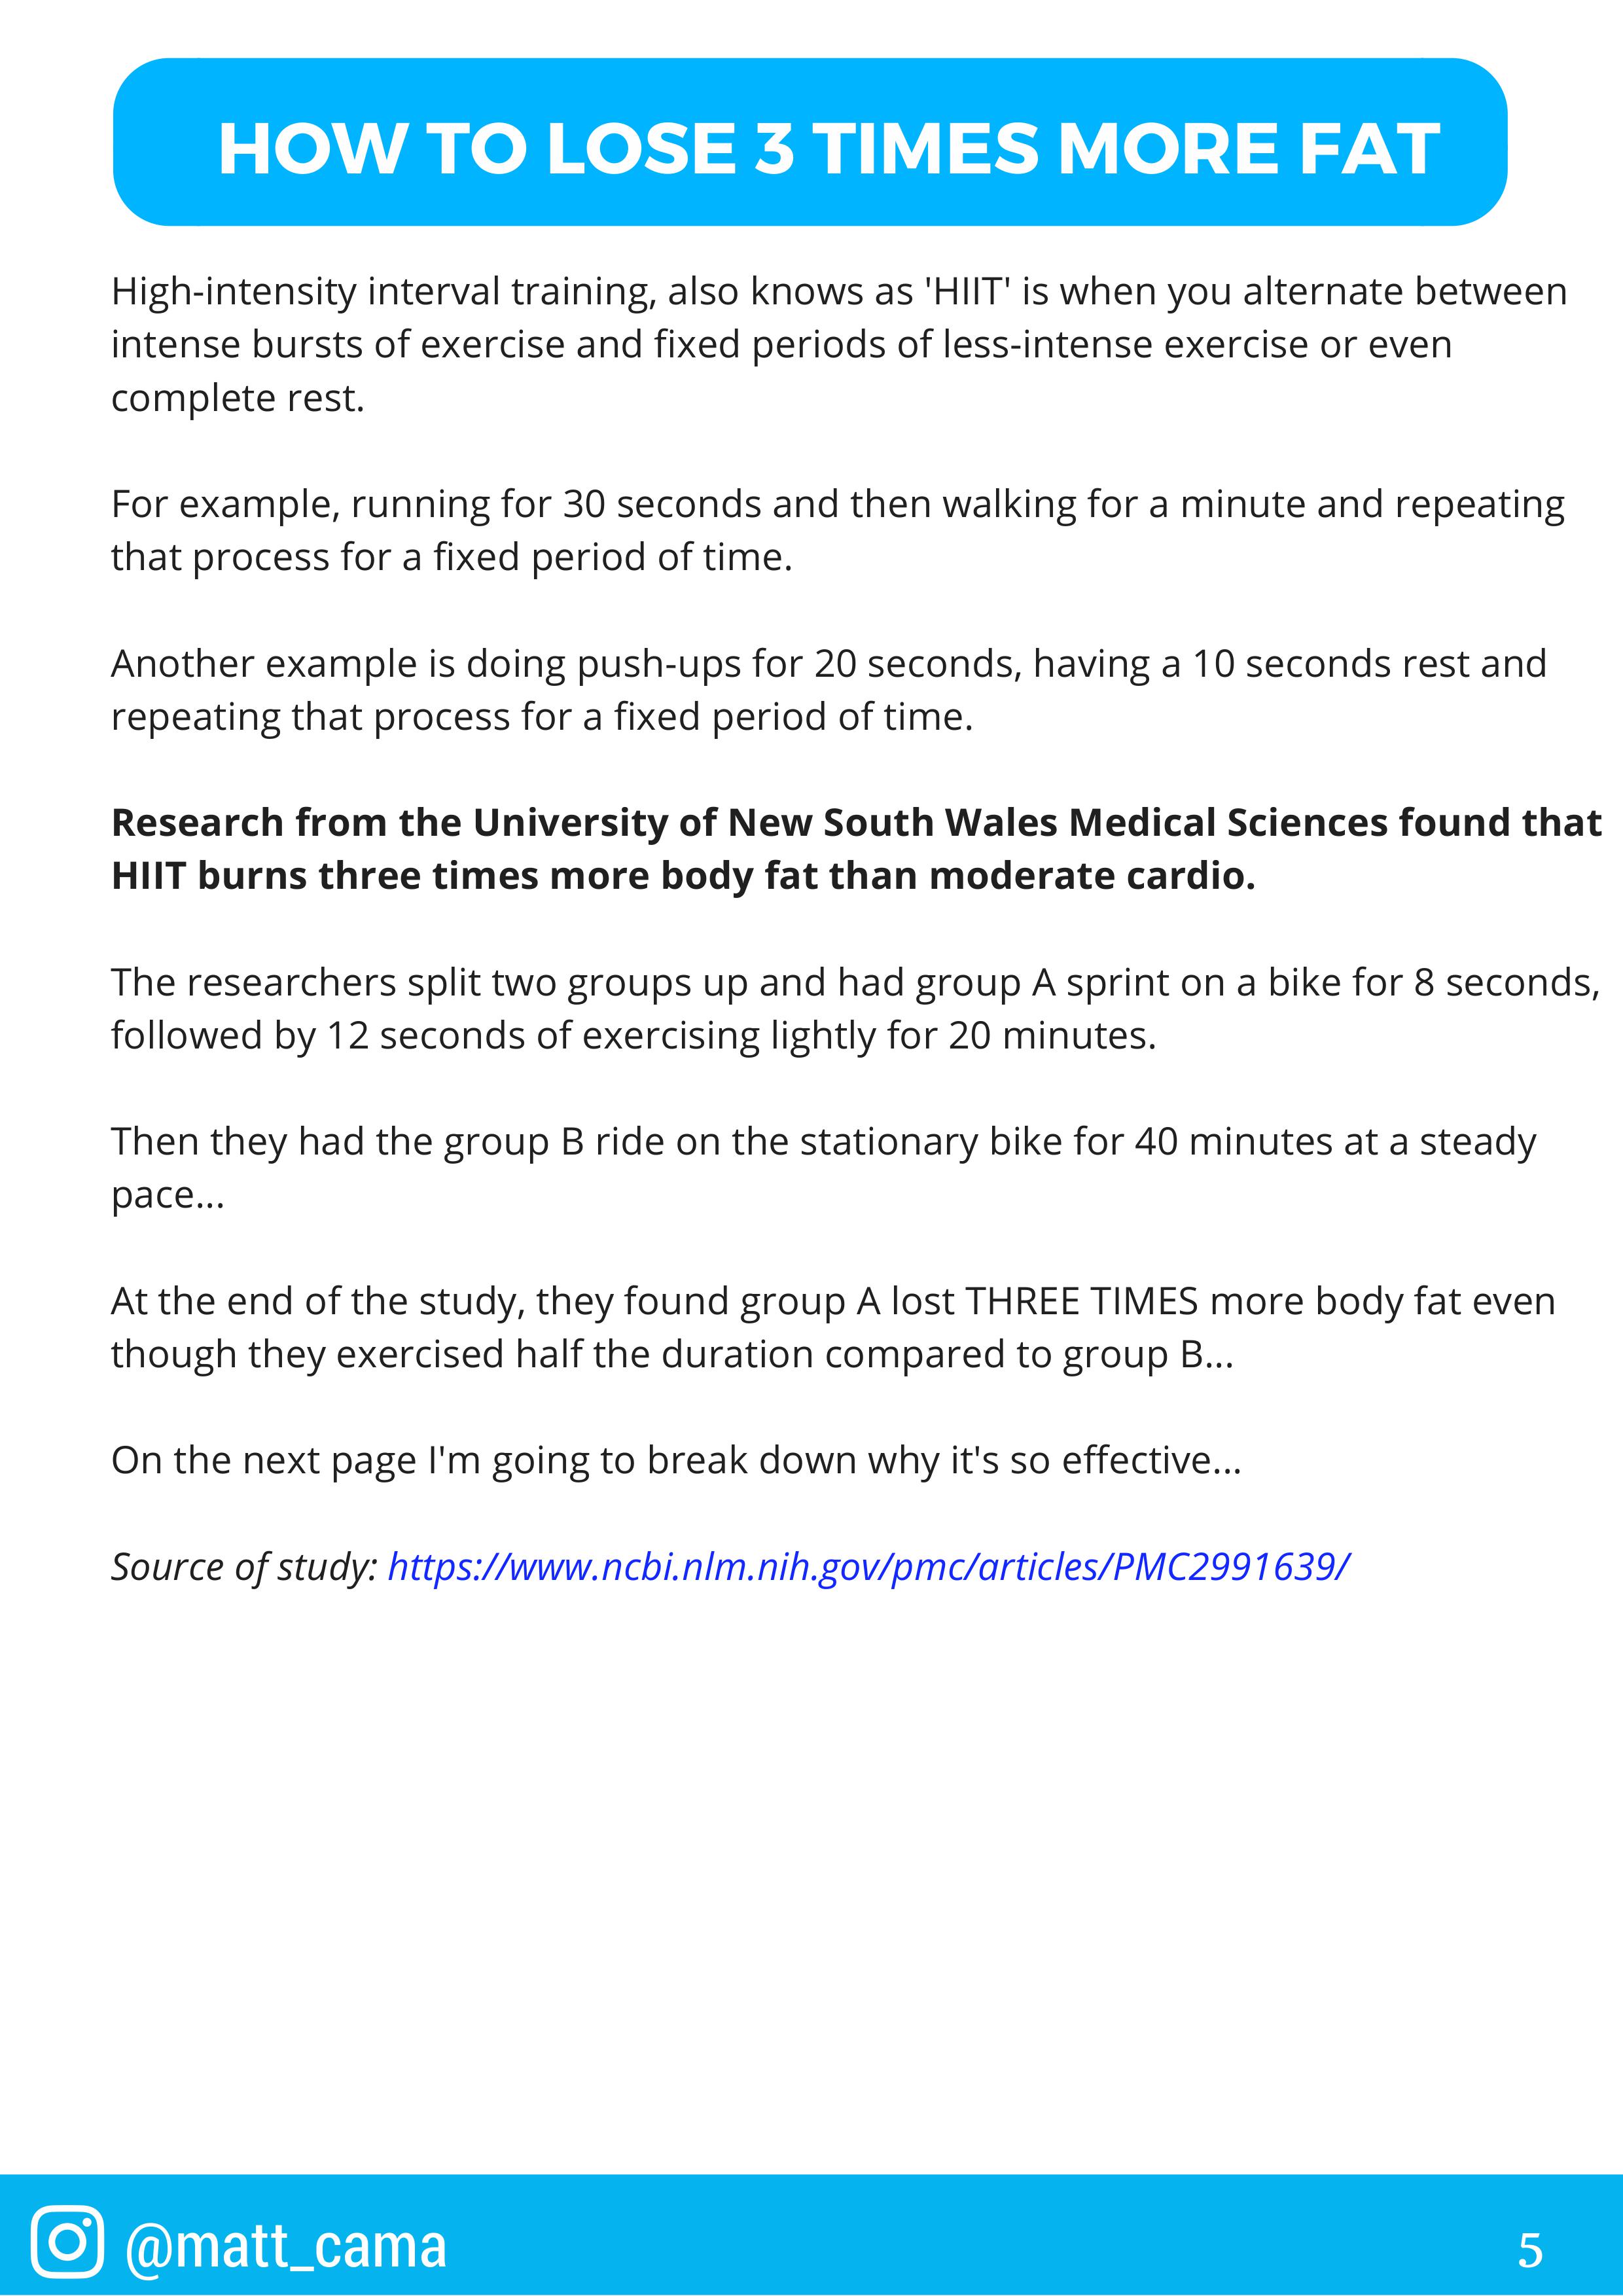 HOW TO LOSE 3 TIMES MORE FAT
High-intensity interval training, also knows as 'HIIT' is when you alternate between
intense bursts of exercise and fixed periods of less-intense exercise or even
complete rest.
For example, running for 30 seconds and then walking for a minute and repeating
that process for a fixed period of time.
Another example is doing push-ups for 20 seconds, having a 10 seconds rest and
repeating that process for a fixed period of time.
Research from the University of New South Wales Medical Sciences found that
HIIT burns three times more body fat than moderate cardio.
The researchers split two groups up and had group A sprint on a bike for 8 seconds,
followed by 12 seconds of exercising lightly for 20 minutes.
Then they had the group B ride on the stationary bike for 40 minutes at a steady
pace...
At the end of the study, they found group A lost THREE TIMES more body fat even
though they exercised half the duration compared to group B...
On the next page I'm going to break down why it's so effective...
Source of study: https://www.ncbi.nlm.nih.gov/pmc/articles/PMC2991639/
@matt_cama
5